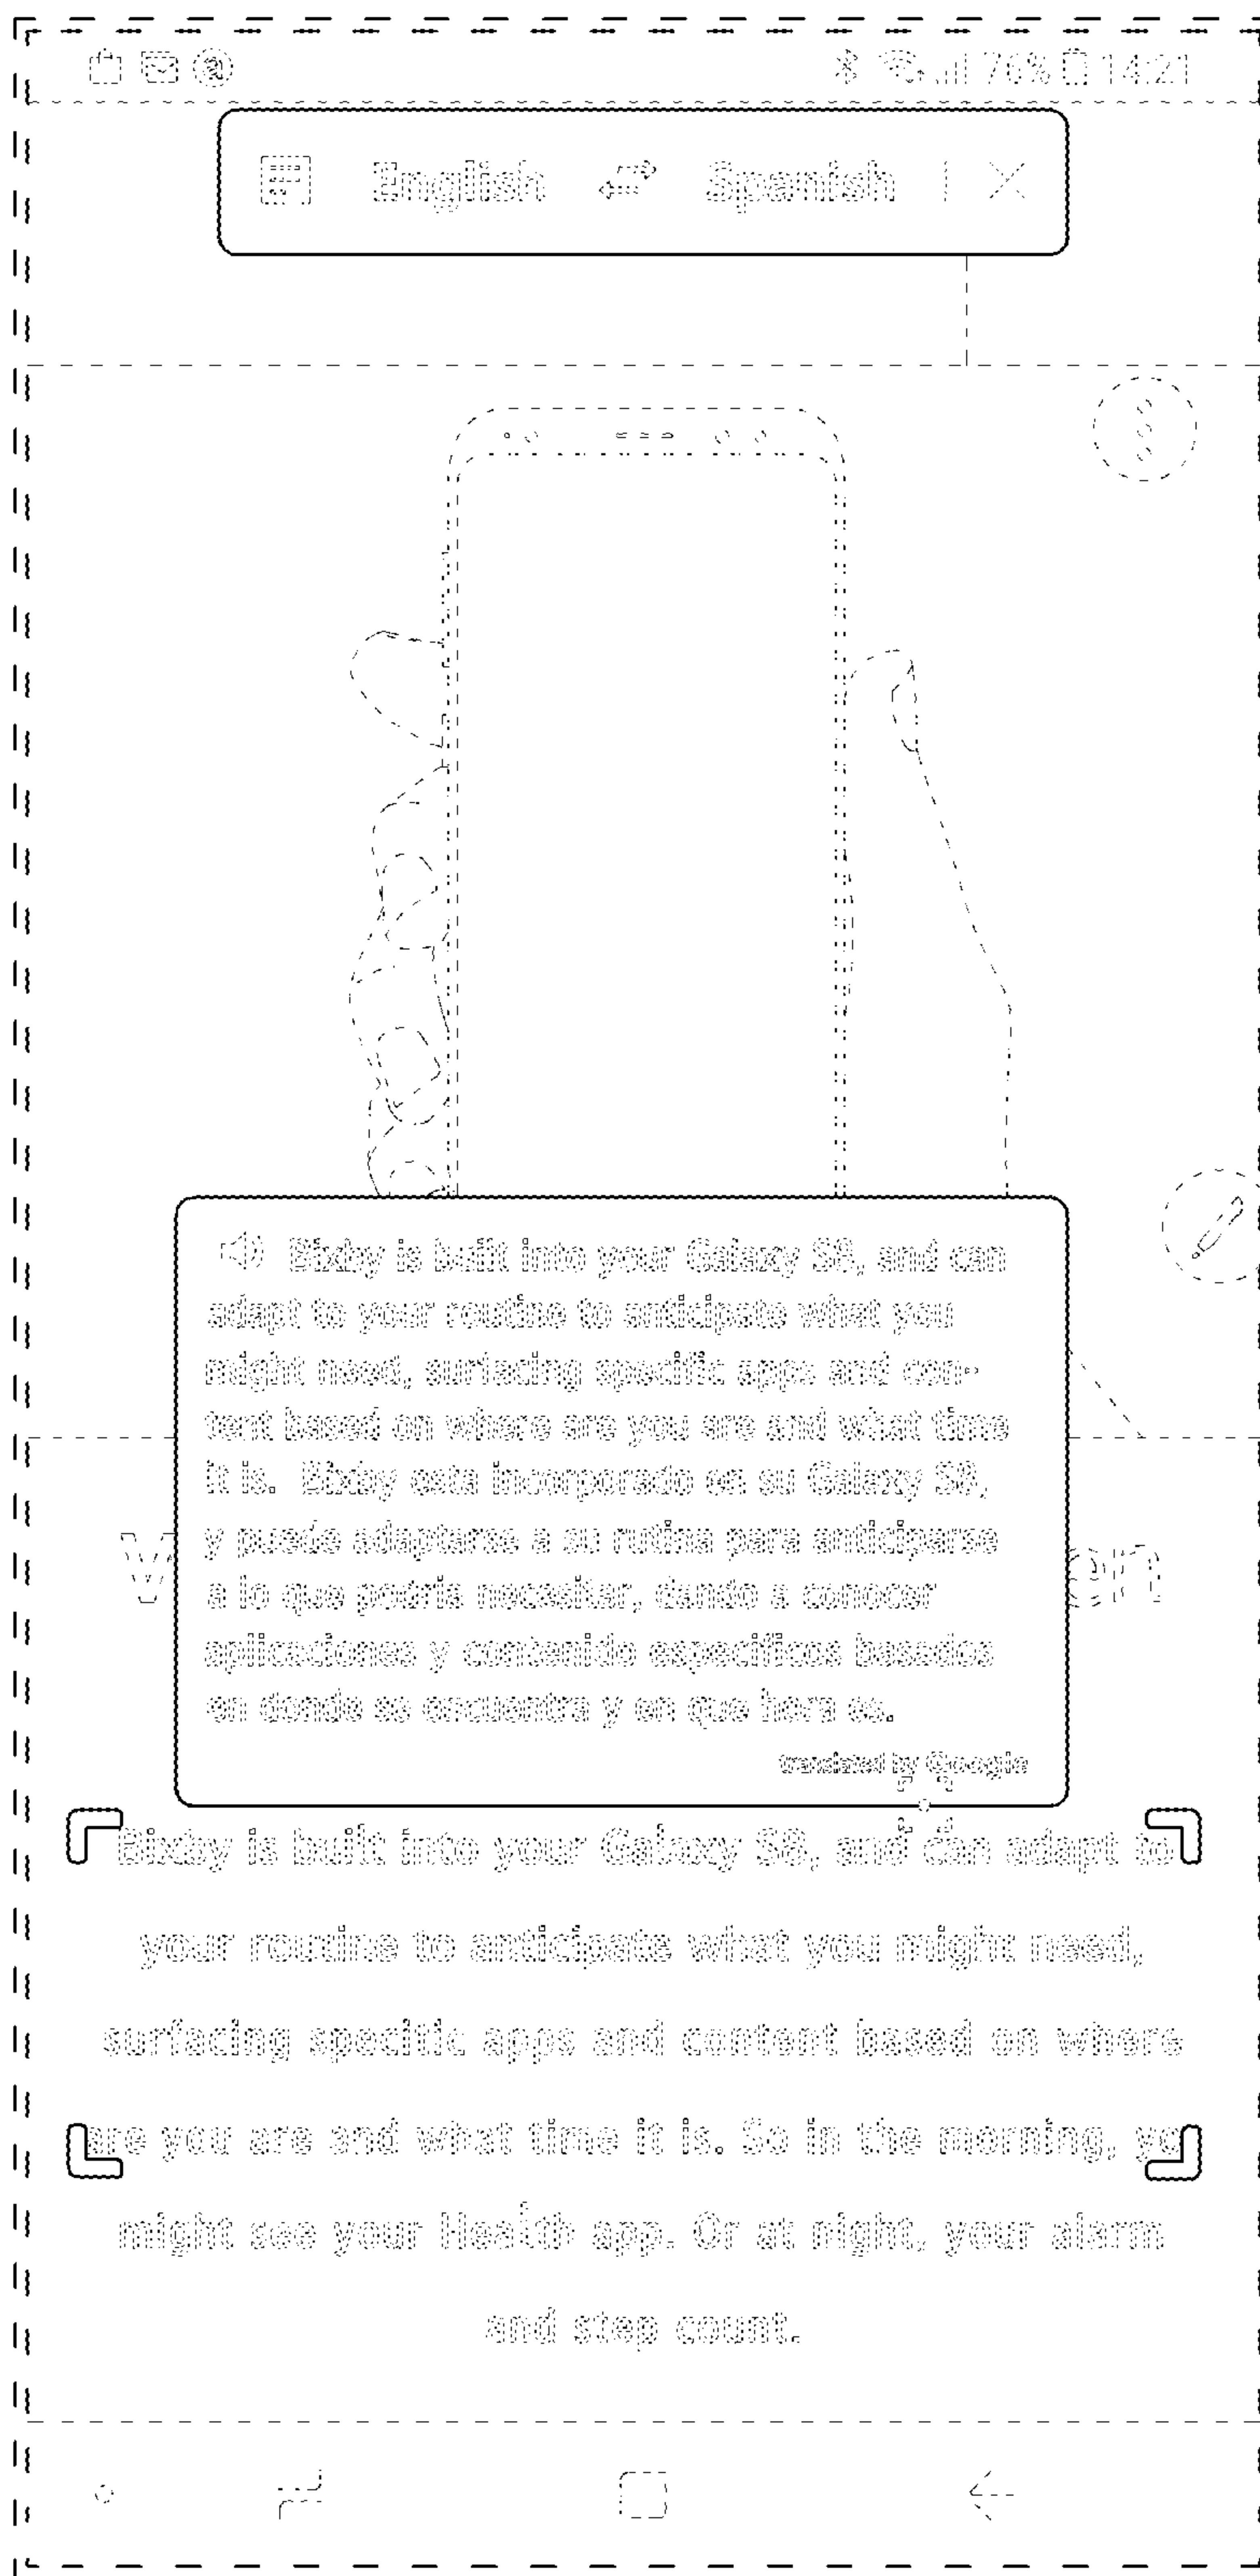 76% 14:21
English Spanish
Bixby is built into your Galaxy S8, and can
adapt to your routine to anticipate what you
might need, surfacing specific apps and con-
tent based on where are you are and what time
it is. Bixby esta incorporado en su Galaxy S8,
y puede adaptarse a su rutina para anticiparse
a lo que podria necesitar, dando a conocer
aplicaciones y contenido especificos basados
en donde se encuentra y en que hora es.
translated by Google
Bixby is built into your Galaxy S8, and can adapt to
your routine to anticipate what you might need,
surfacing specific apps and content based on where
are you are and what time it is. So in the morning, yo
might see your Health app. Or at night, your alarm
and step count.